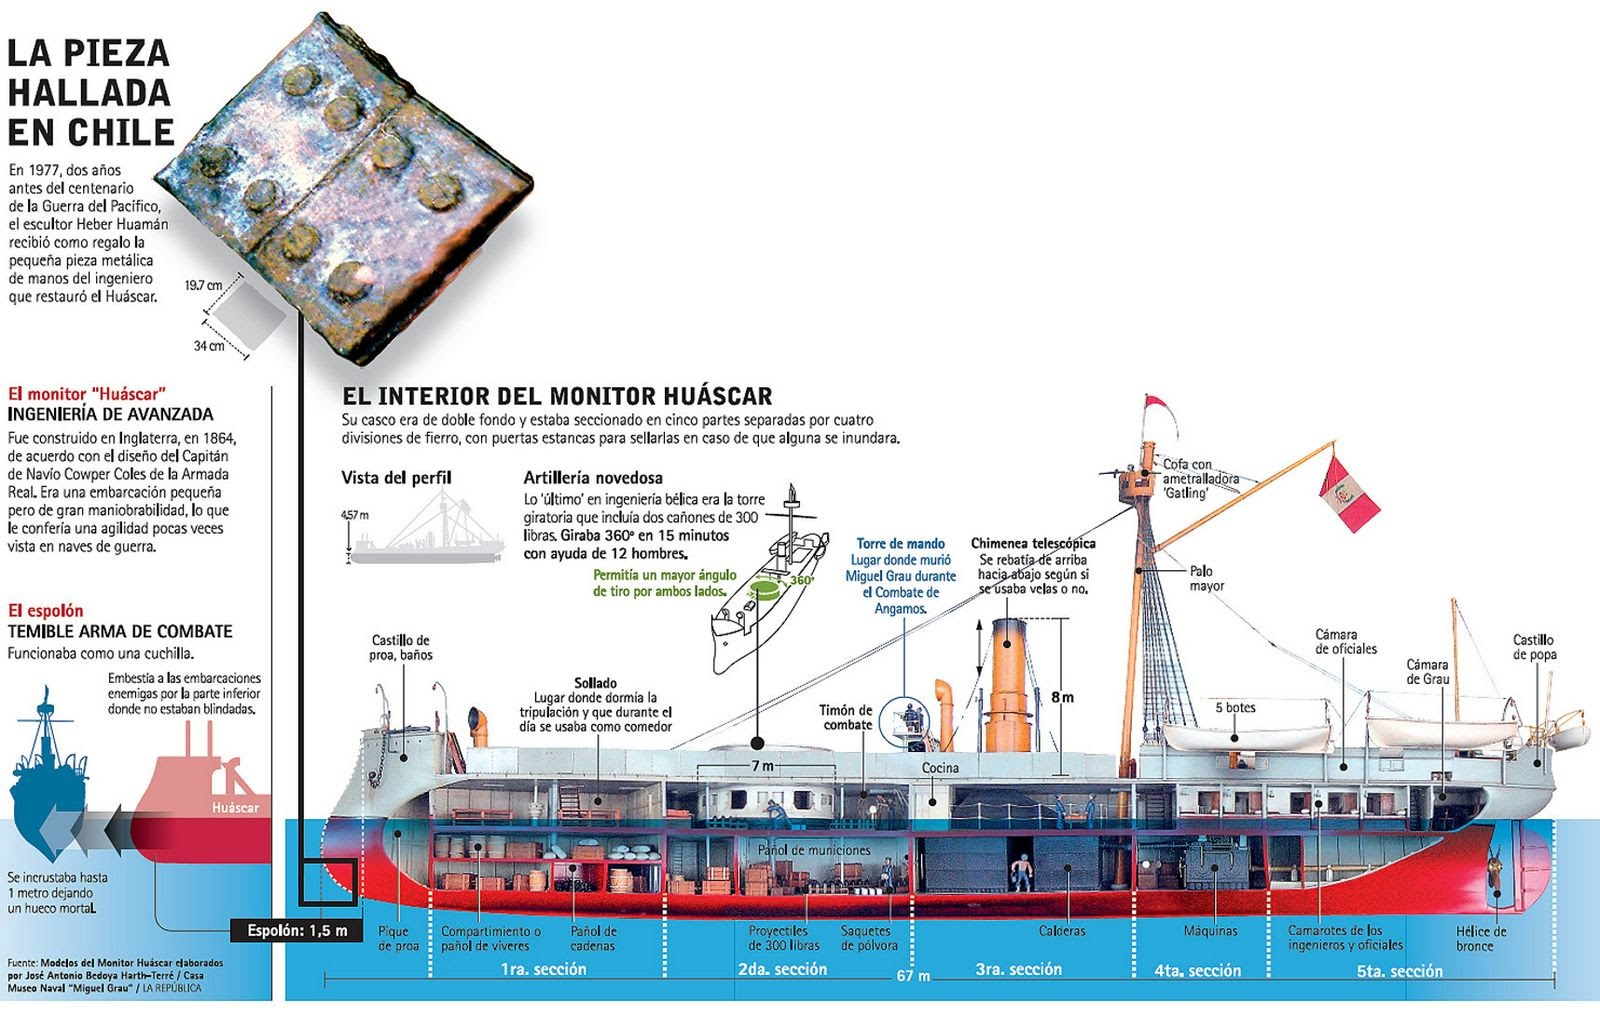 LA PIEZA
HALLADA
EN CHILE
En 1977, dos años
antes del centenario
de la Guerra del Pacífico,
el escultor Heber Huamán
recibió como regalo la
pequeña pieza metálica
de manos del ingeniero
que restauró el Huáscar.
19.7 cm
34 cm
El monitor "Huáscar"
INGENIERÍA DE AVANZADA
Fue construido en Inglaterra, en 1864,
de acuerdo con el diseño del Capitán
de Navío Cowper Coles de la Armada
Real. Era una embarcación pequeña
pero de gran maniobrabilidad, lo que
le confería una agilidad pocas veces
vista en naves de guerra.
El espolón
TEMIBLE ARMA DE COMBATE
Funcionaba como una cuchilla.
Embestía a las embarcaciones
enemigas por la parte inferior
donde no estaban blindadas.
Huáscar
Se incrustaba hasta
1 metro dejando
un hueco mortaL
Espolón: 1,5 m
Fuente: Modelos del Monitor Huáscar elaborados
por José Antonio Bedoya Harth–Terré / Casa
Museo Naval "Miguel Grau" / LA REPÚBLICA
EL INTERIOR DEL MONITOR HUÁSCAR
Su casco era de doble fondo y estaba seccionado en cinco partes separadas por cuatro
divisiones de fierro, con puertas estancas para sellarlas en caso de que alguna se inundara.
Vista del perfil
4,57 m
Artillería novedosa
Lo 'último' en ingeniería bélica era la torre
giratoria que incluía dos cañones de 300
libras. Giraba 360º en 15 minutos
con ayuda de 12 hombres.
Permitía un mayor ángulo
de tiro por ambos lados.
360º
Torre de mando
Lugar donde murió
Miguel Grau durante
el Combate de
Angamos.
Chimenea telescópica
Se rebatía de arriba
hacia abajo según si
se usaba velas o no.
Cofa con
ametralladora
'Gatling'
Palo
mayor
Castillo de
proa, baños
Sollado
Lugar donde dormía la
tripulación y que durante el
día se usaba como comedor
Timón de
combate
8 m
5 botes
Cámara
de oficiales
Cámara
de Grau
Castillo
de popa
7 m
Cocina
Pañol de municiones
Pique
de proa
Compartimiento o
pañol de víveres
Pañol de
cadenas
Proyectiles
de 300 libras
Saquetes
de pólvora
Calderas
Máquinas
Camarotes de los
ingenieros y oficiales
Hélice de
bronce
1ra. sección
2da. sección
3ra. sección
4ta. sección
5ta. sección
67 m